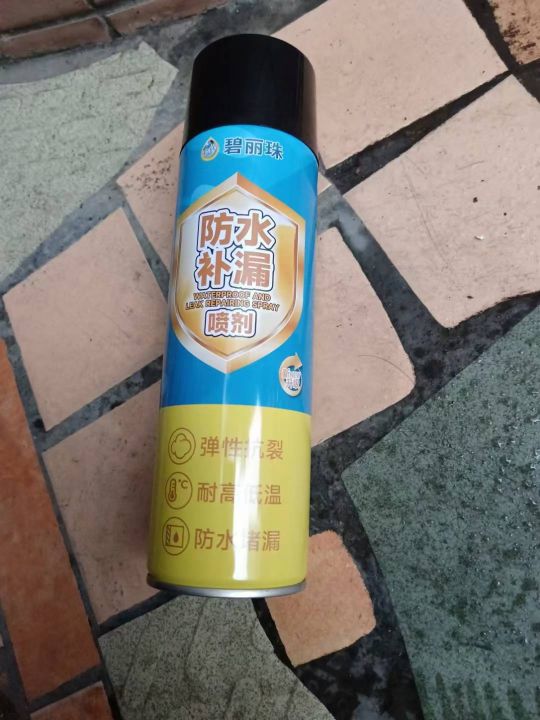 碧丽珠
防水
补漏
WATERPROOF AND
LEAK REPAIRING SPRAY
喷剂
弹性抗裂
°C
耐高低温
防水堵漏